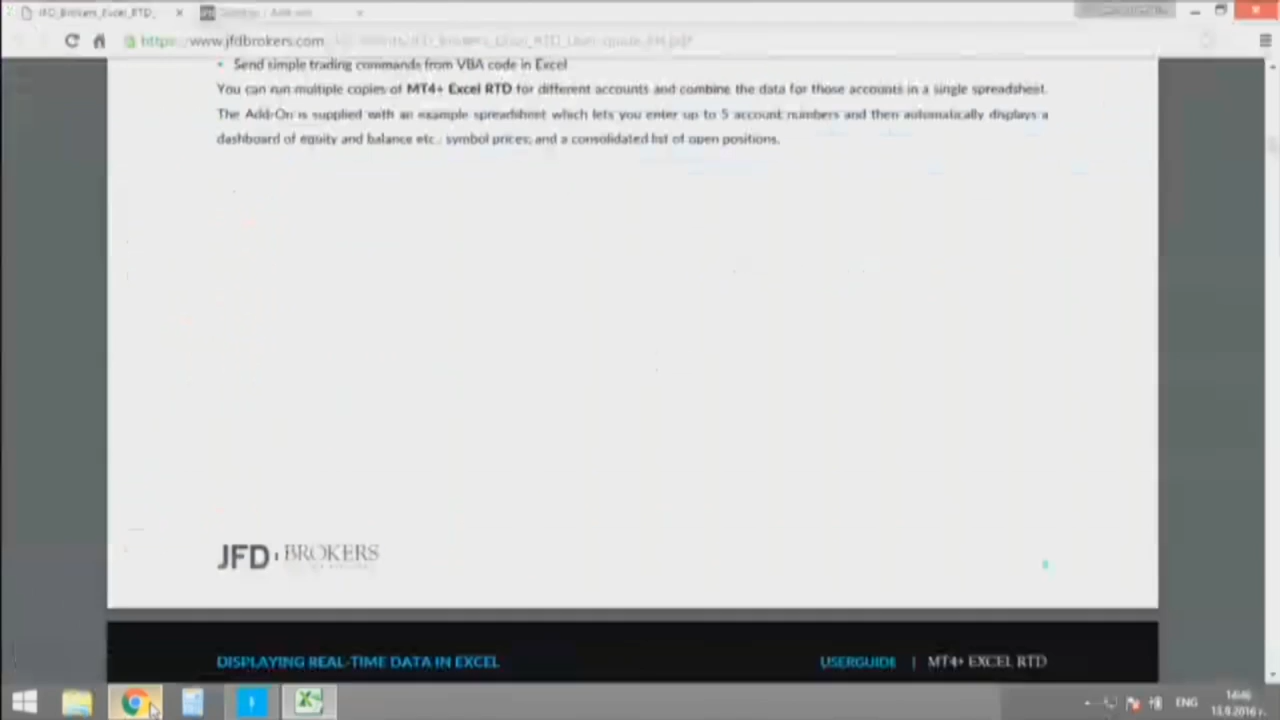 JFD_Brokers_Excel_RTD_
https://www.jfdbrokers.com
• Send simple trading commands from VBA code in Excel
You can run multiple copies of MT4+ Excel RTD for different accounts and combine the data for those accounts in a single spreadsheet.
The Add-On is supplied with an example spreadsheet which lets you enter up to 5 account numbers and then automatically displays a
dashboard of equity and balance etc.; symbol prices; and a consolidated list of open positions.
JFD BROKERS
DISPLAYING REAL-TIME DATA IN EXCEL
USERGUIDE | MT4+ EXCEL RTD
ENG
14:46